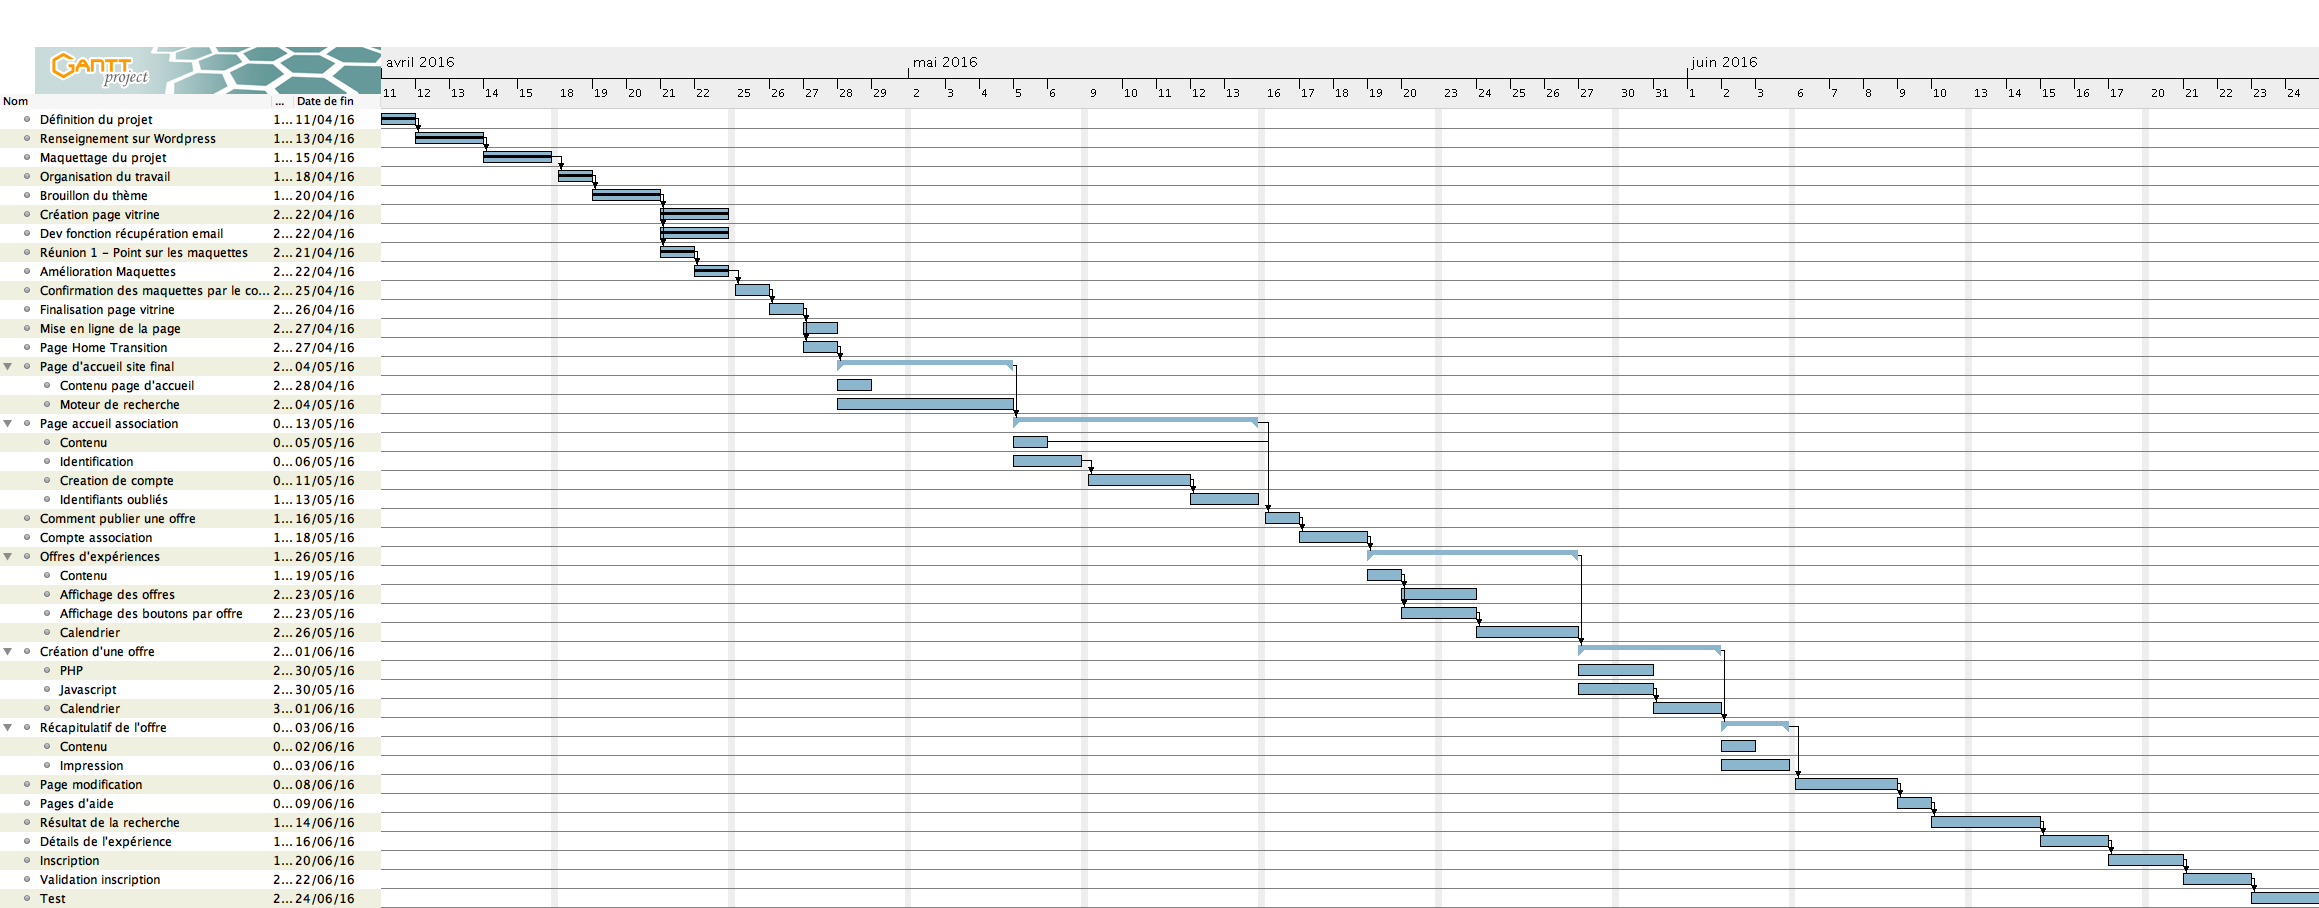 GANTT
project
avril 2016 mai 2016 juin 2016
11 12 13 14 15 18 19 20 21 22 25 26 27 28 29 2 3 4 5 6 9 10 11 12 13 16 17 18 19 20 23 24 25 26 27 30 31 1 2 3 6 7 8 9 10 13 14 15 16 17 20 21 22 23 24
Nom ... Date de fin
Définition du projet 1... 11/04/16
Renseignement sur Wordpress 1... 13/04/16
Maquettage du projet 1... 15/04/16
Organisation du travail 1... 18/04/16
Brouillon du thème 1... 20/04/16
Création page vitrine 2... 22/04/16
Dev fonction récupération email 2... 22/04/16
Réunion 1 - Point sur les maquettes 2... 21/04/16
Amélioration Maquettes 2... 22/04/16
Confirmation des maquettes par le co... 2... 25/04/16
Finalisation page vitrine 2... 26/04/16
Mise en ligne de la page 2... 27/04/16
Page Home Transition 2... 27/04/16
Page d'accueil site final 2... 04/05/16
Contenu page d'accueil 2... 28/04/16
Moteur de recherche 2... 04/05/16
Page accueil association 0... 13/05/16
Contenu 0... 05/05/16
Identification 0... 06/05/16
Creation de compte 0... 11/05/16
Identifiants oubliés 1... 13/05/16
Comment publier une offre 1... 16/05/16
Compte association 1... 18/05/16
Offres d'expériences 1... 26/05/16
Contenu 1... 19/05/16
Affichage des offres 2... 23/05/16
Affichage des boutons par offre 2... 23/05/16
Calendrier 2... 26/05/16
Création d'une offre 2... 01/06/16
PHP 2... 30/05/16
Javascript 2... 30/05/16
Calendrier 3... 01/06/16
Récapitulatif de l'offre 0... 03/06/16
Contenu 0... 02/06/16
Impression 0... 03/06/16
Page modification 0... 08/06/16
Pages d'aide 0... 09/06/16
Résultat de la recherche 1... 14/06/16
Détails de l'expérience 1... 16/06/16
Inscription 1... 20/06/16
Validation inscription 2... 22/06/16
Test 2... 24/06/16